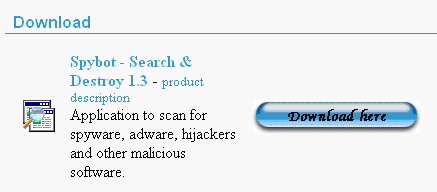 Download
Spybot - Search &
Destroy 1.3 - product
description
Application to scan for
spyware, adware, hijackers
and other malicious
software.
Download here